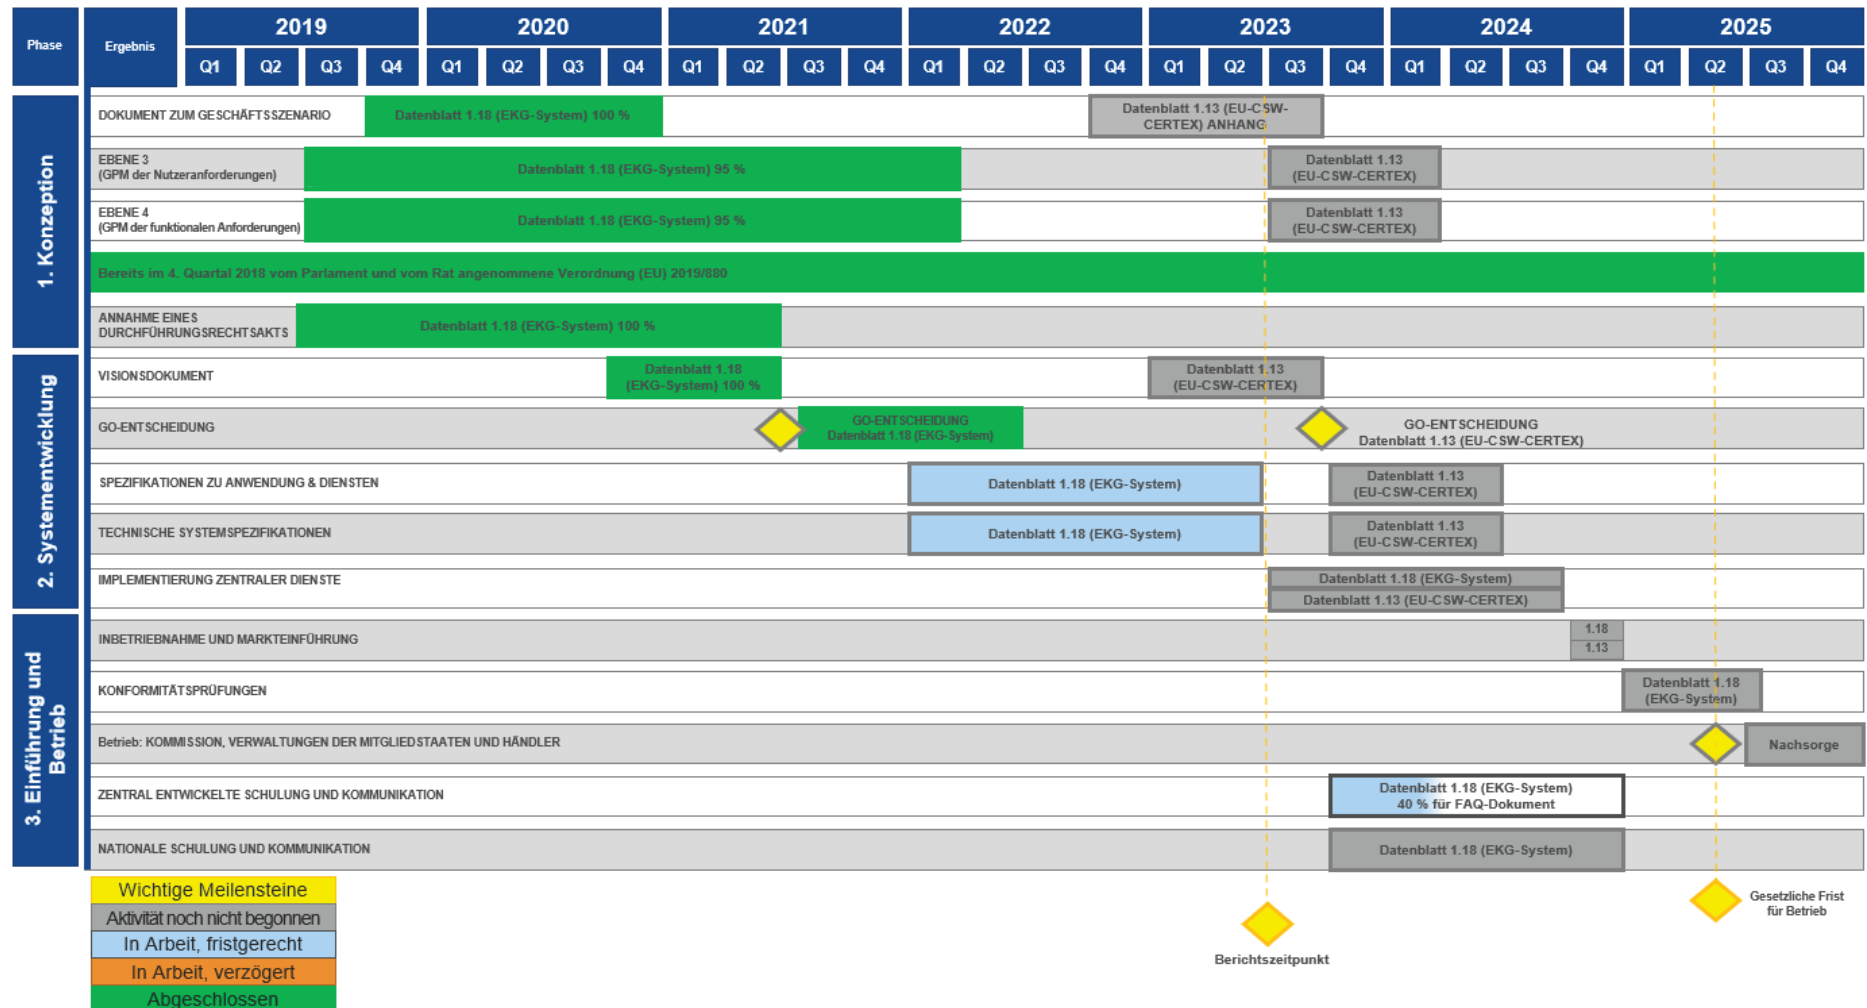 Phase
Ergebnis
2019
2020
2021
2022
2023
2024
2025
Q1 Q2 Q3 Q4 Q1 Q2 Q3 Q4 Q1 Q2 Q3 Q4 Q1 Q2 Q3 Q4 Q1 Q2 Q3 Q4 Q1 Q2 Q3 Q4 Q1 Q2 Q3 Q4
1. Konzeption
DOKUMENT ZUM GESCHÄFTSSZENARIO
Datenblatt 1.18 (EKG-System) 100 %
Datenblatt 1.13 (EU-CSW-
CERTEX) ANHANG
EBENE 3
(GPM der Nutzeranforderungen)
Datenblatt 1.18 (EKG-System) 95 %
Datenblatt 1.13
(EU-CSW-CERTEX)
EBENE 4
(GPM der funktionalen Anforderungen)
Datenblatt 1.18 (EKG-System) 95 %
Datenblatt 1.13
(EU-CSW-CERTEX)
Bereits im 4. Quartal 2018 vom Parlament und vom Rat angenommene Verordnung (EU) 2019/880
ANNAHME EINES
DURCHFÜHRUNGSRECHTSAKTS
Datenblatt 1.18 (EKG-System) 100 %
2. Systementwicklung
VISIONSDOKUMENT
Datenblatt 1.18
(EKG-System) 100 %
Datenblatt 1.13
(EU-CSW-CERTEX)
GO-ENTSCHEIDUNG
GO-ENTSCHEIDUNG
Datenblatt 1.18 (EKG-System)
GO-ENTSCHEIDUNG
Datenblatt 1.13 (EU-CSW-CERTEX)
SPEZIFIKATIONEN ZU ANWENDUNG & DIENSTEN
Datenblatt 1.18 (EKG-System)
Datenblatt 1.13
(EU-CSW-CERTEX)
TECHNISCHE SYSTEMSPEZIFIKATIONEN
Datenblatt 1.18 (EKG-System)
Datenblatt 1.13
(EU-CSW-CERTEX)
IMPLEMENTIERUNG ZENTRALER DIENSTE
Datenblatt 1.18 (EKG-System)
Datenblatt 1.13 (EU-CSW-CERTEX)
3. Einführung und
Betrieb
INBETRIEBNAHME UND MARKTEINFÜHRUNG
1.18
1.13
KONFORMITÄTSPRÜFUNGEN
Datenblatt 1.18
(EKG-System)
Betrieb: KOMMISSION, VERWALTUNGEN DER MITGLIEDSTAATEN UND HÄNDLER
Nachsorge
ZENTRAL ENTWICKELTE SCHULUNG UND KOMMUNIKATION
Datenblatt 1.18 (EKG-System)
40 % für FAQ-Dokument
NATIONALE SCHULUNG UND KOMMUNIKATION
Datenblatt 1.18 (EKG-System)
Wichtige Meilensteine
Aktivität noch nicht begonnen
In Arbeit, fristgerecht
In Arbeit, verzögert
Abgeschlossen
Berichtszeitpunkt
Gesetzliche Frist
für Betrieb